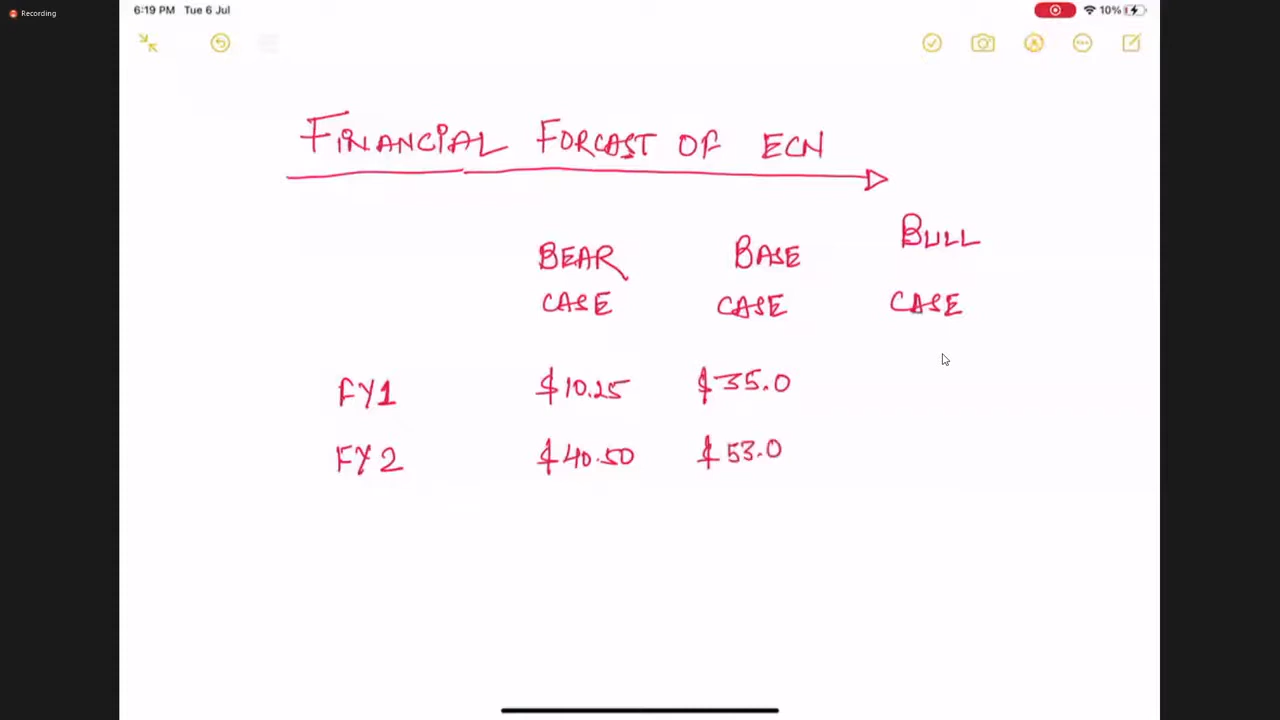 Recording
6:19 PM Tue 6 Jul
10%
FINANCIAL FORCAST OF ECN
BEAR CASE
BASE CASE
BULL CASE
FY1 $10.25 $35.0
FY2 $40.50 $53.0